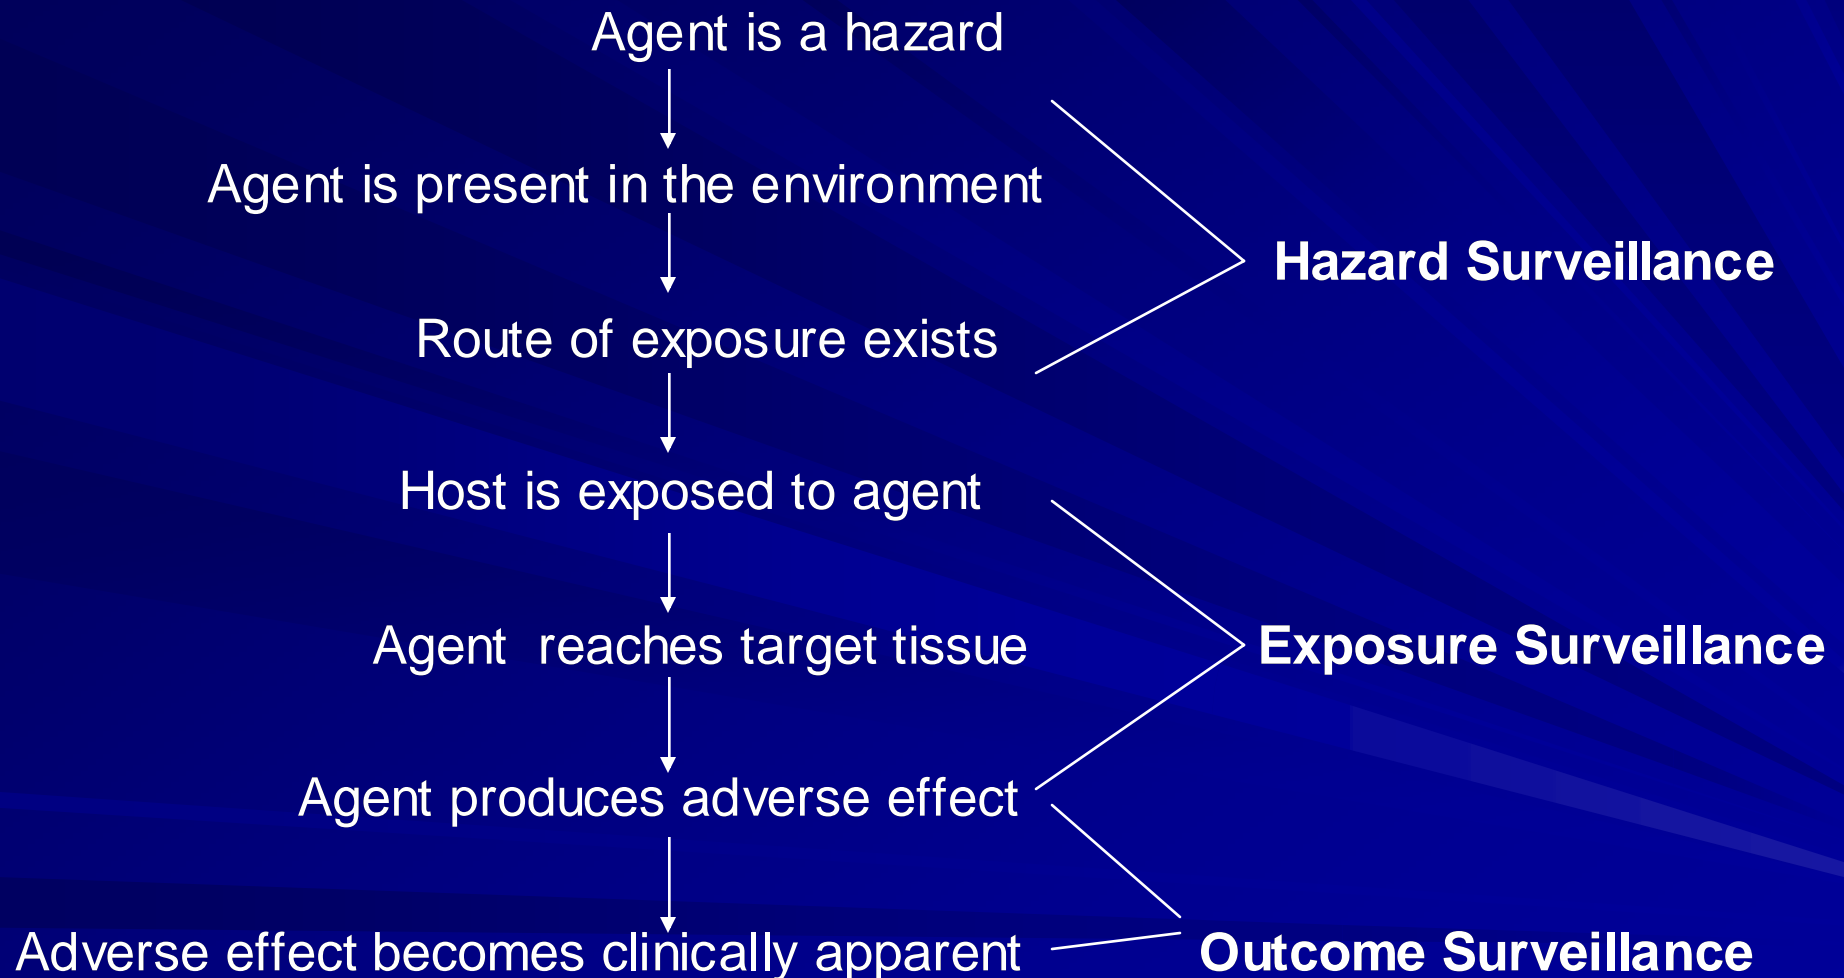 Agent is a hazard
Agent is present in the environment
Hazard Surveillance
Route of exposure exists
Host is exposed to agent
Agent reaches target tissue
Exposure Surveillance
Agent produces adverse effect
Adverse effect becomes clinically apparent
Outcome Surveillance